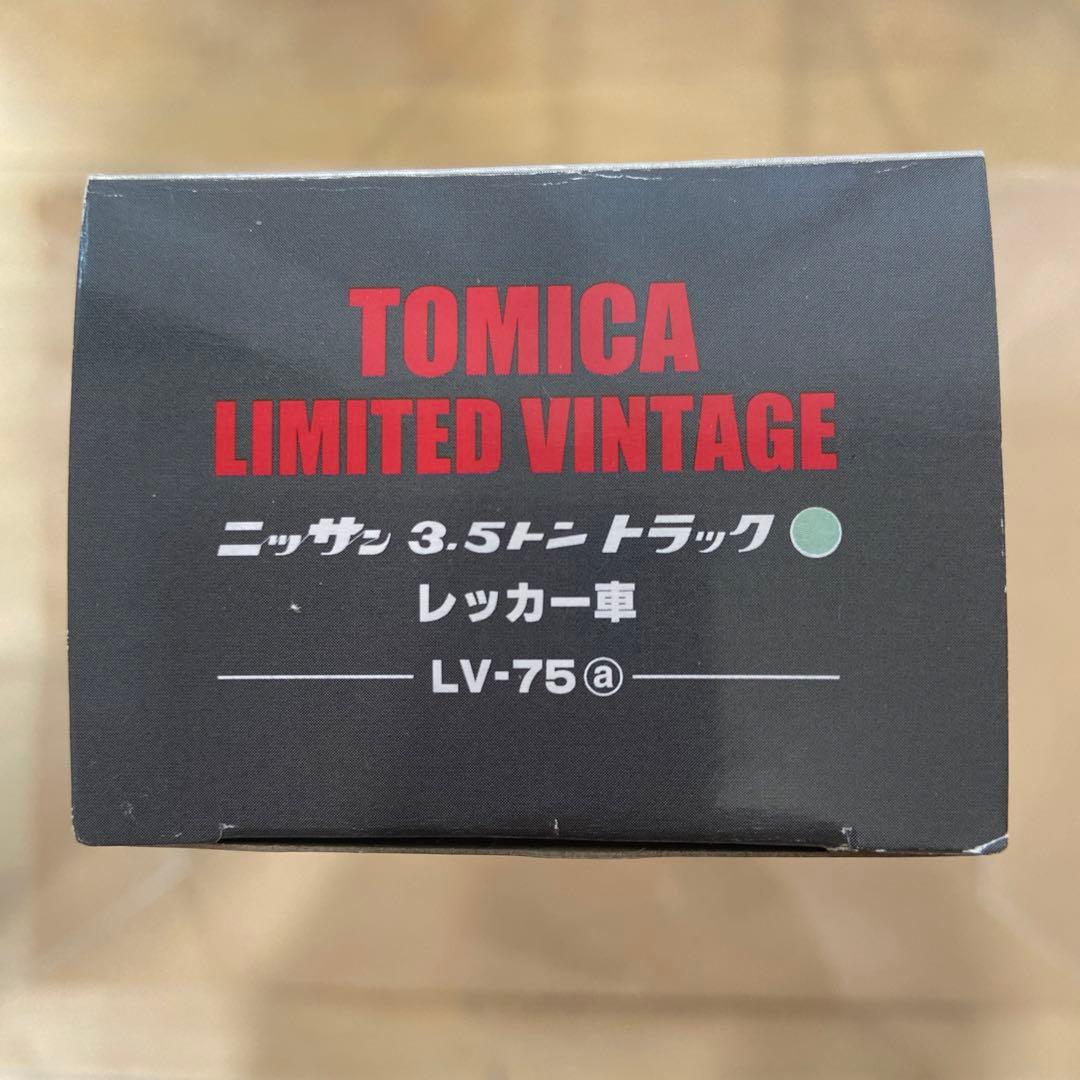 TOMICA
LIMITED VINTAGE
ニッサン 3.5トン トラック
レッカー車
LV-75ⓐ